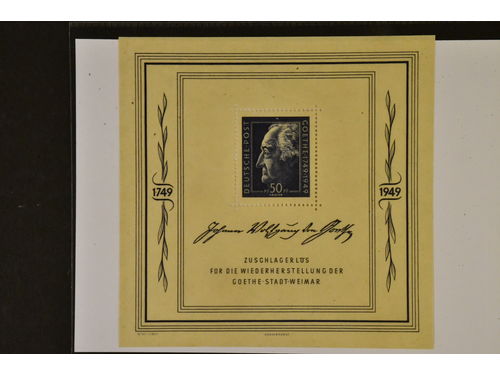 DEUTSCHE·POST
GOETHE·1749·1949
50
1749
1949
Johann Wolfgang von Goethe
ZUSCHLAGERLÖS
FÜR DIE WIEDERHERSTELLUNG DER
GOETHE-STADT-WEIMAR